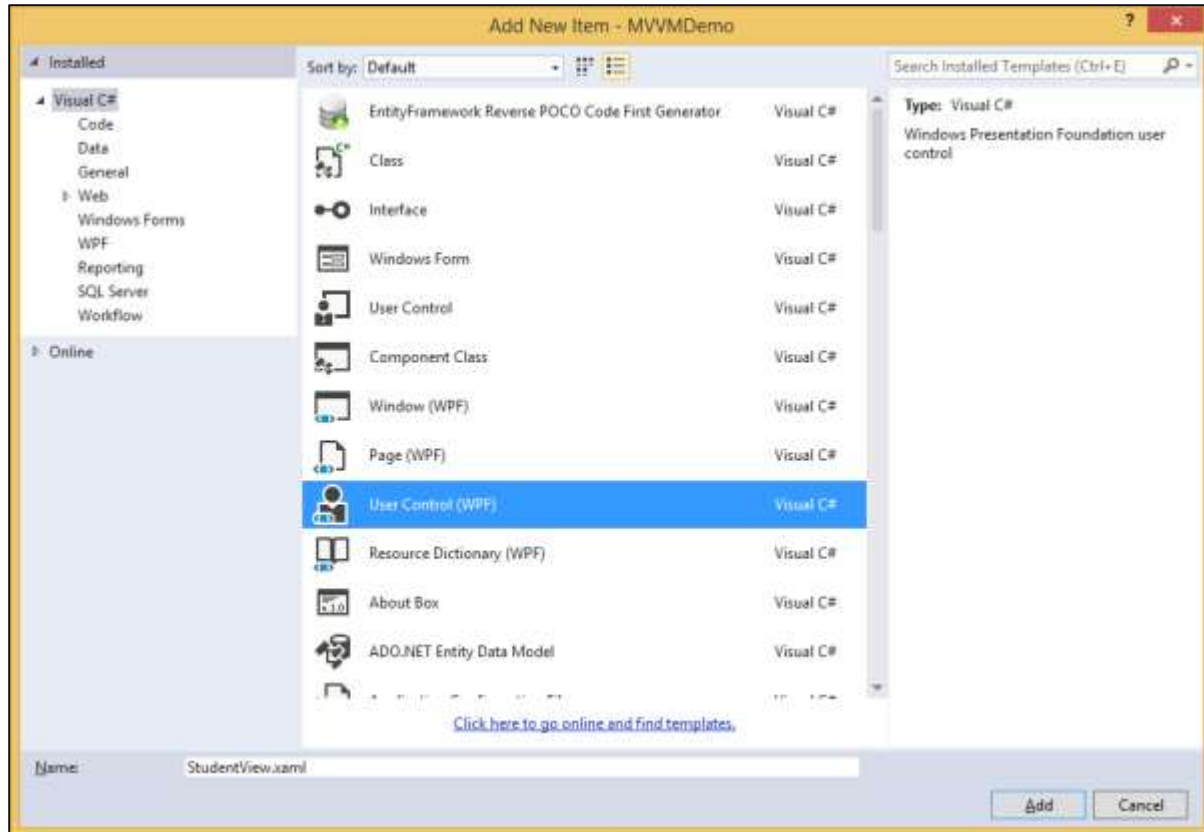 Add New Item - MVVMDemo
?
Installed
Sort by: Default
Search Installed Templates (Ctrl+E)
Visual C#
Code
Data
General
Web
Windows Forms
WPF
Reporting
SQL Server
Workflow
Online
EntityFramework Reverse POCO Code First Generator Visual C#
C#
Class Visual C#
Interface Visual C#
Windows Form Visual C#
User Control Visual C#
Component Class Visual C#
Window (WPF) Visual C#
Page (WPF) Visual C#
User Control (WPF) Visual C#
Resource Dictionary (WPF) Visual C#
About Box Visual C#
ADO.NET Entity Data Model Visual C#
Click here to go online and find templates.
Type: Visual C#
Windows Presentation Foundation user
control
Name: StudentView.xaml
Add Cancel